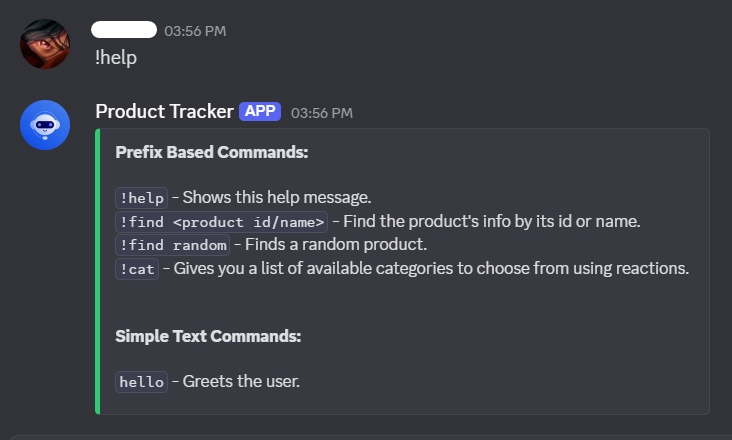 03:56 PM
!help
Product Tracker APP 03:56 PM
Prefix Based Commands:
!help - Shows this help message.
!find <product id/name> - Find the product's info by its id or name.
!find random - Finds a random product.
!cat - Gives you a list of available categories to choose from using reactions.
Simple Text Commands:
hello - Greets the user.